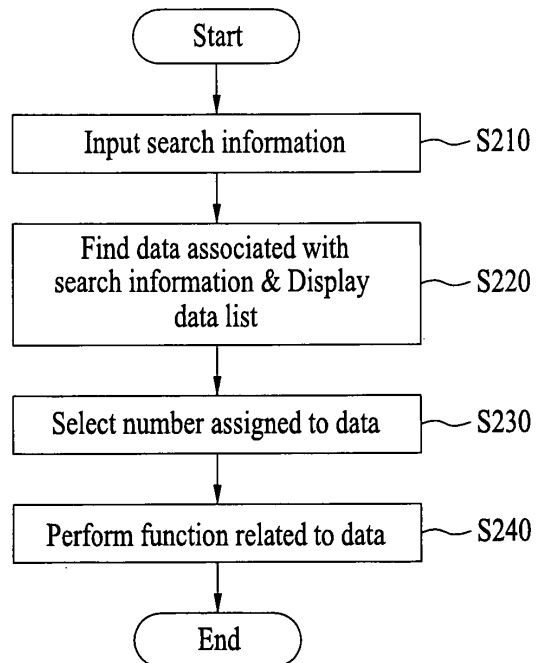 Start
Input search information
S210
Find data associated with
search information & Display
data list
S220
Select number assigned to data
S230
Perform function related to data
S240
End